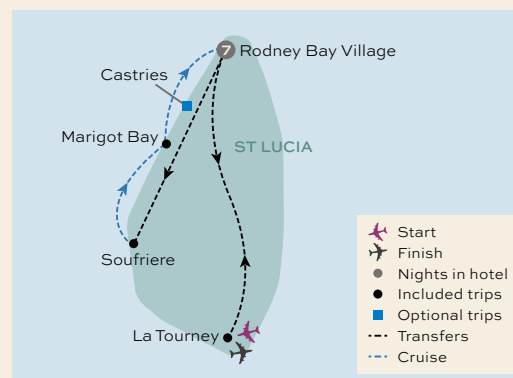 7 Rodney Bay Village
Castries
Marigot Bay
ST LUCIA
Soufriere
La Tourney
Start
Finish
Nights in hotel
Included trips
Optional trips
Transfers
Cruise